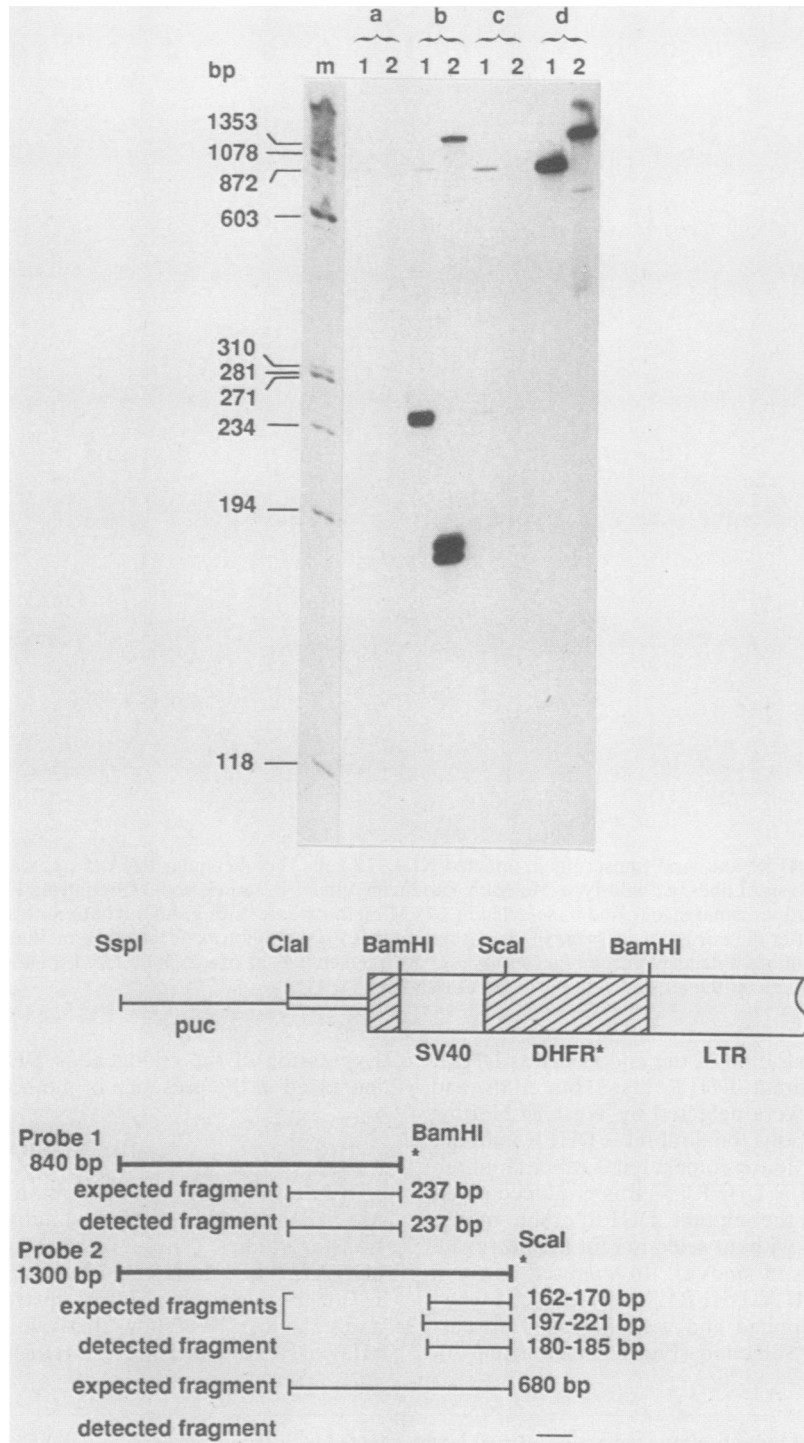 a b c d
bp m 1 2 1 2 1 2 1 2
1353
1078
872
603
310
281
271
234
194
118
SspI ClaI BamHI ScaI BamHI
puc
SV40 DHFR* LTR
Probe 1 BamHI
840 bp *
expected fragment 237 bp
detected fragment 237 bp
Probe 2 ScaI
1300 bp *
expected fragments 162-170 bp
197-221 bp
detected fragment 180-185 bp
expected fragment 680 bp
detected fragment —